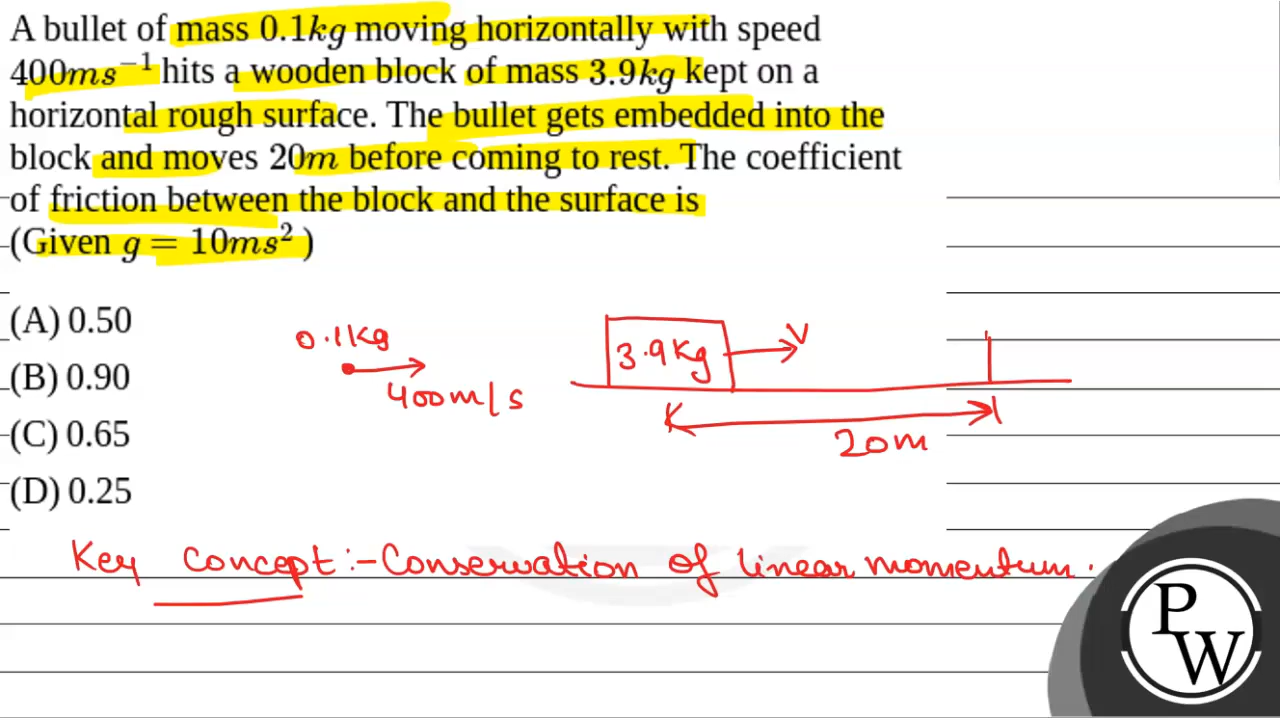 A bullet of mass 0.1kg moving horizontally with speed
400ms⁻¹ hits a wooden block of mass 3.9kg kept on a
horizontal rough surface. The bullet gets embedded into the
block and moves 20m before coming to rest. The coefficient
of friction between the block and the surface is
(Given g = 10ms²)
(A) 0.50
(B) 0.90
(C) 0.65
(D) 0.25
0.1Kg
400m/s
3.9Kg
V
20m
Key Concept:- Conservation of linear momentum.
P
W